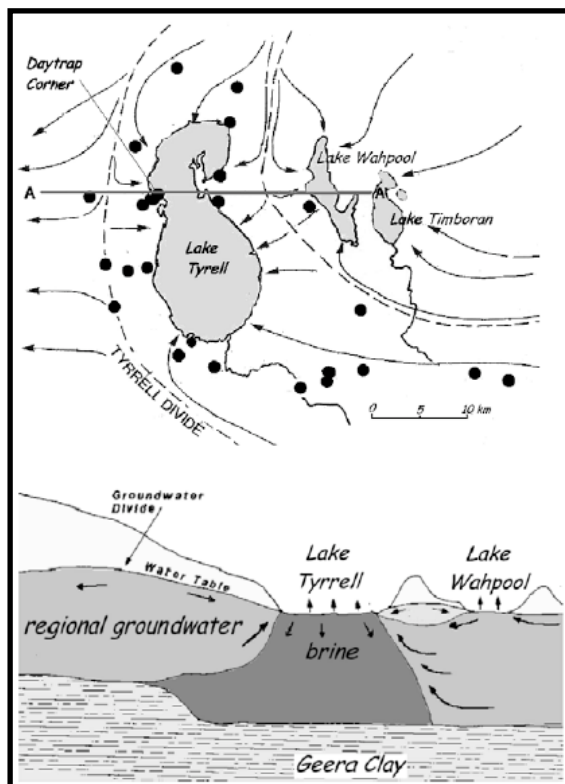 Daytrap
Corner
Lake Wahpool
A
A'
Lake Timboran
Lake
Tyrell
TYRRELL DIVIDE
0 5 10 km
Groundwater
Divide
Water Table
Lake
Tyrrell
Lake
Wahpool
regional groundwater
brine
Geera Clay